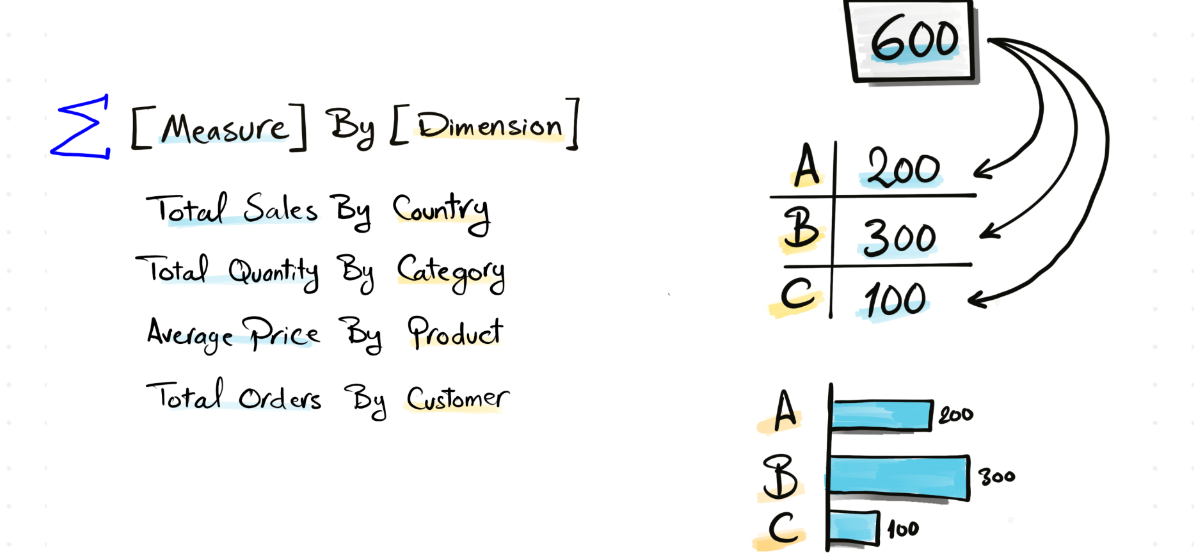 Σ [Measure] By [Dimension]
Total Sales By Country
Total Quantity By Category
Average Price By Product
Total Orders By Customer
600
A 200
B 300
C 100
A 200
B 300
C 100